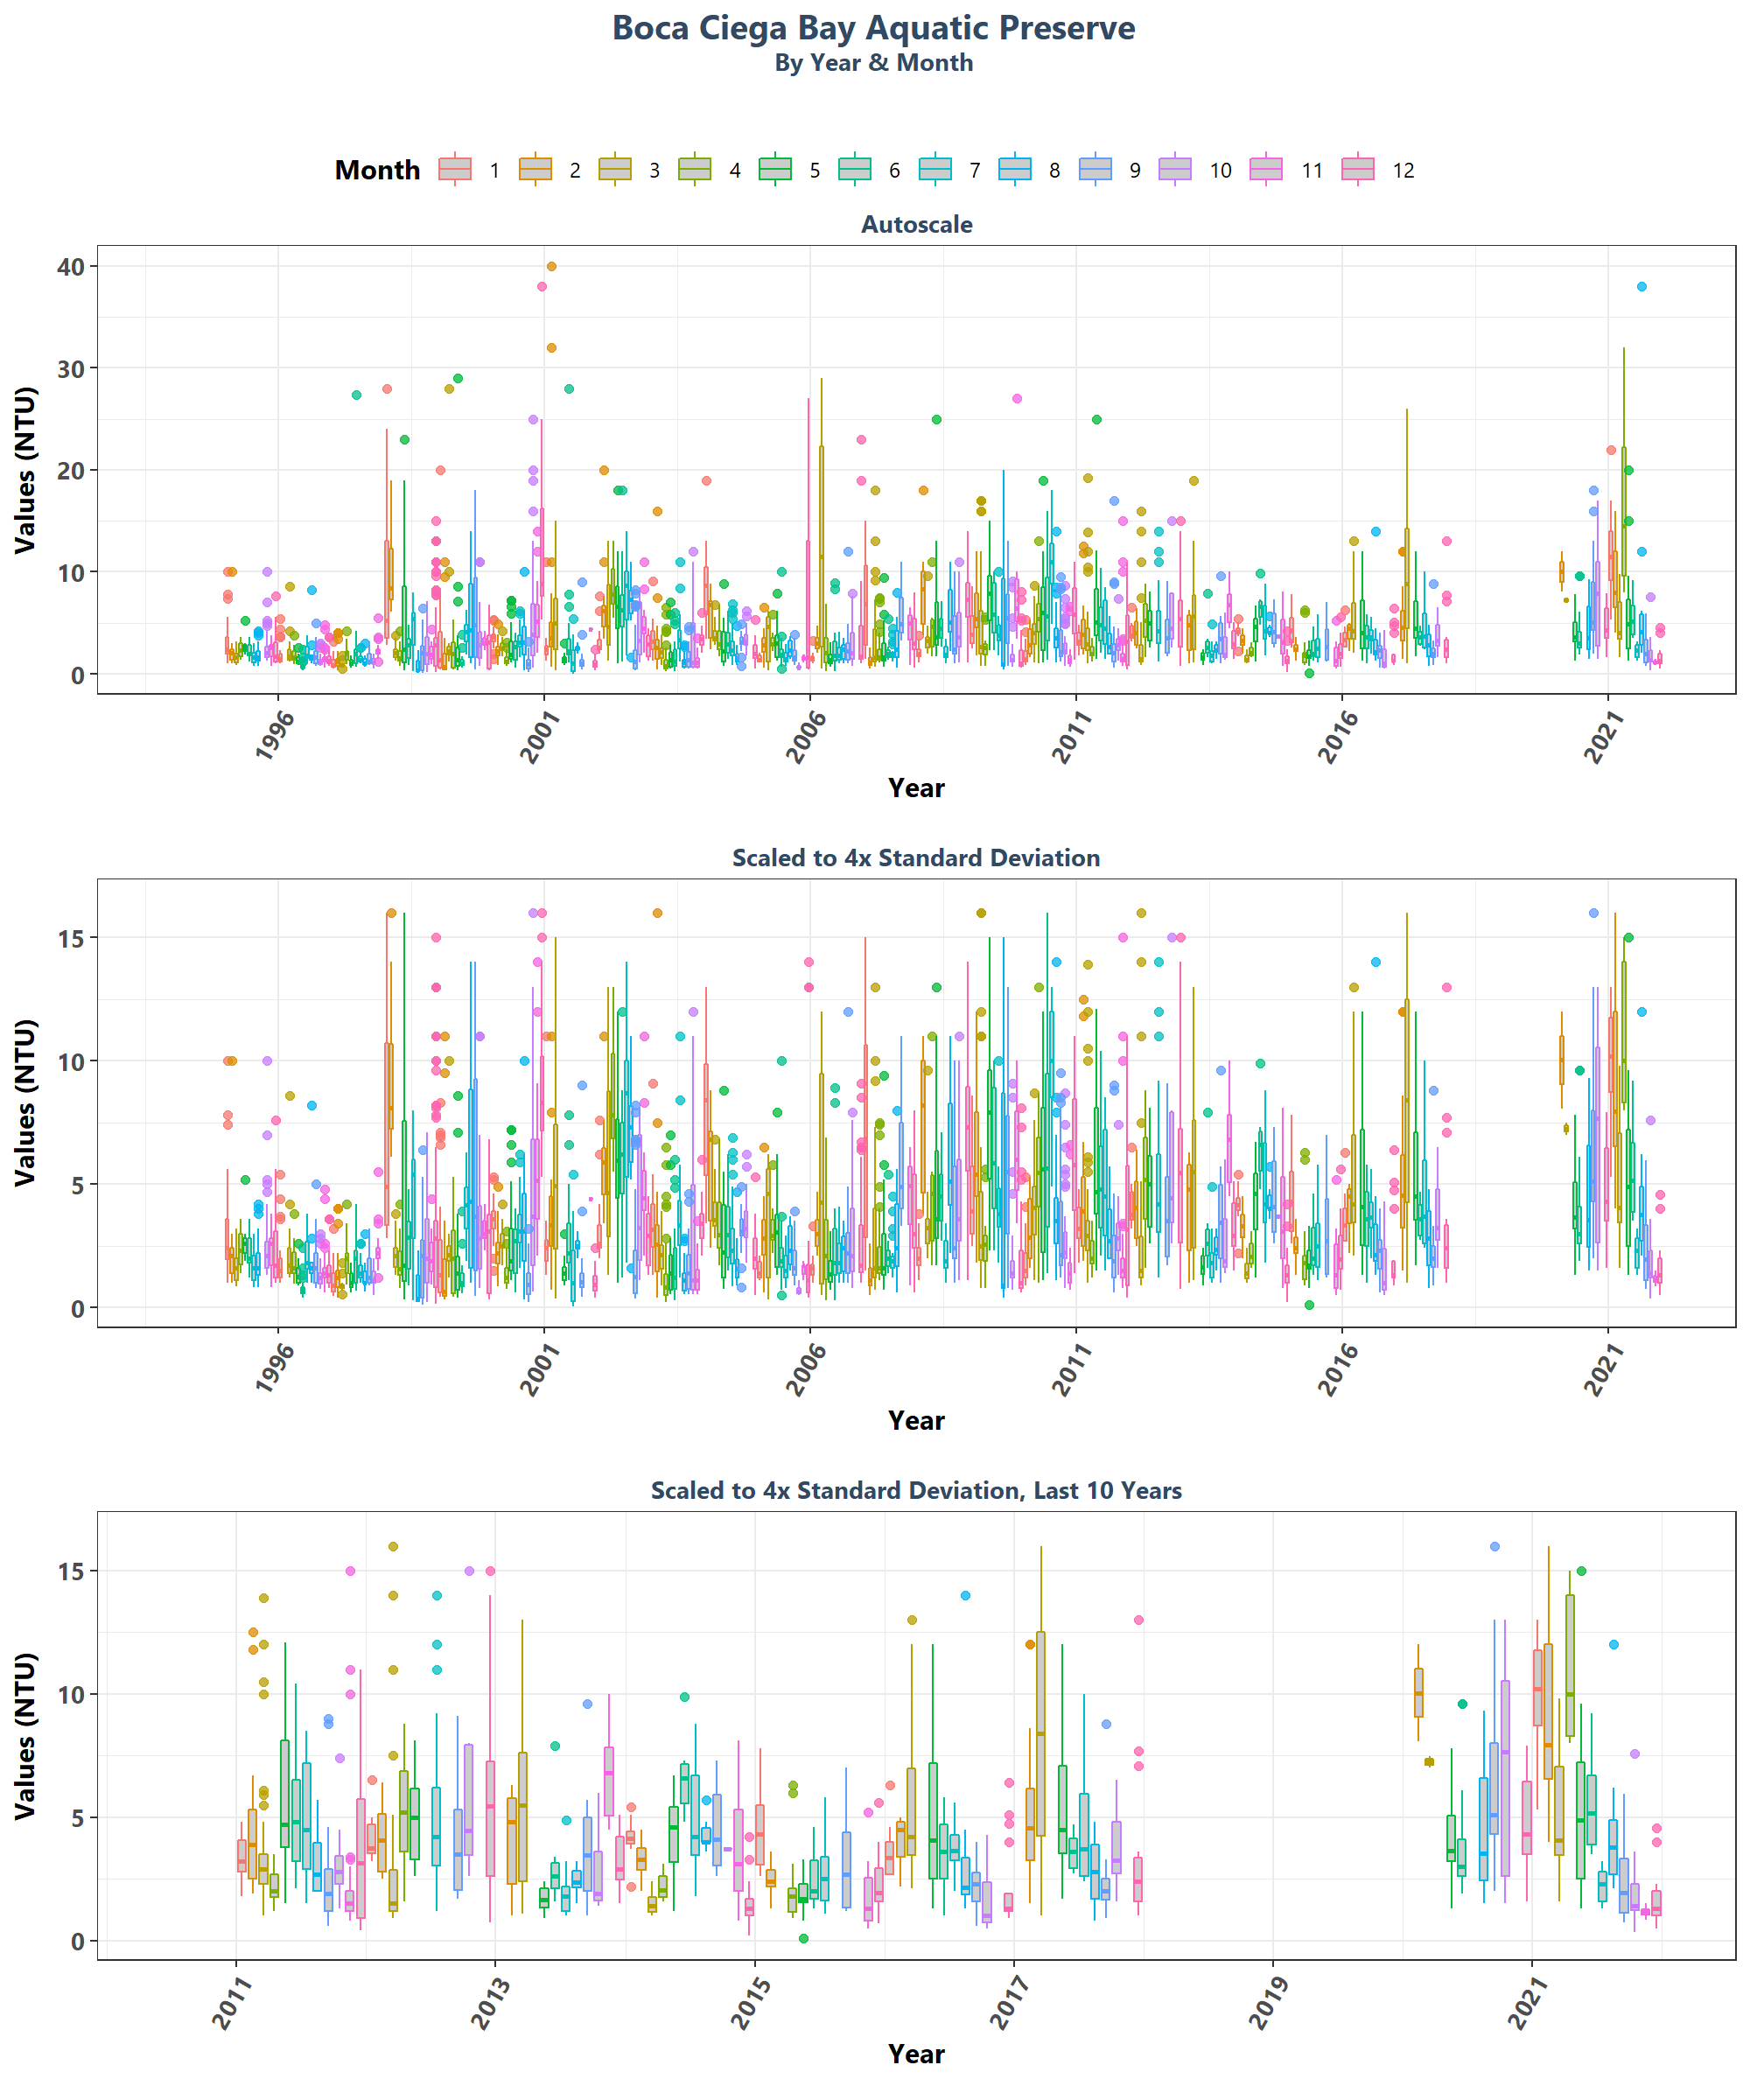 Boca Ciega Bay Aquatic Preserve
By Year & Month
Month 1 2 3 4 5 6 7 8 9 10 11 12
Autoscale
Values (NTU)
40
30
20
10
0
1996 2001 2006 2011 2016 2021
Year
Scaled to 4x Standard Deviation
Values (NTU)
15
10
5
0
1996 2001 2006 2011 2016 2021
Year
Scaled to 4x Standard Deviation, Last 10 Years
Values (NTU)
15
10
5
0
2011 2013 2015 2017 2019 2021
Year